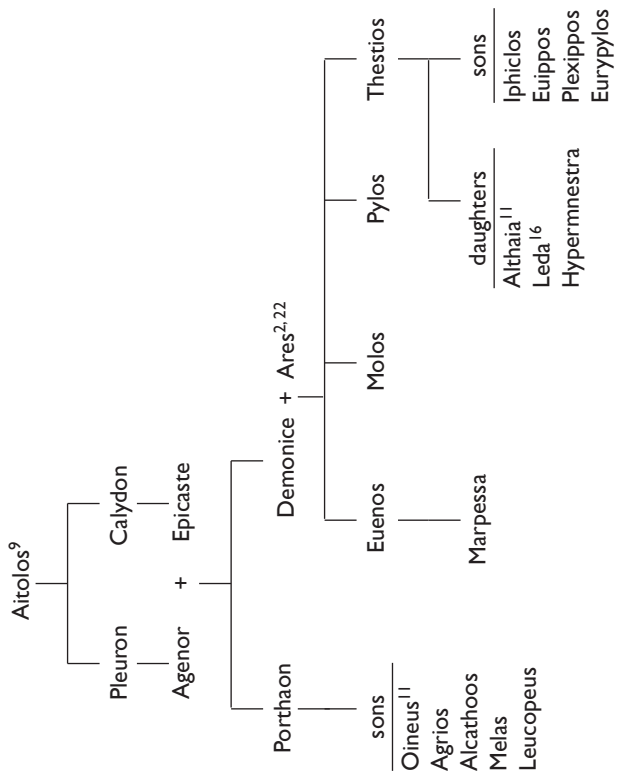 Aitolos⁹
Pleuron Calydon
Agenor + Epicaste
Porthaon Demonice + Ares²,²²
Euenos Molos Pylos Thestios
sons
Oineus¹¹
Agrios
Alcathoos
Melas
Leucopeus
Marpessa
daughters
Althaia¹¹
Leda¹⁶
Hypermnestra
sons
Iphiclos
Euippos
Plexippos
Eurypylos